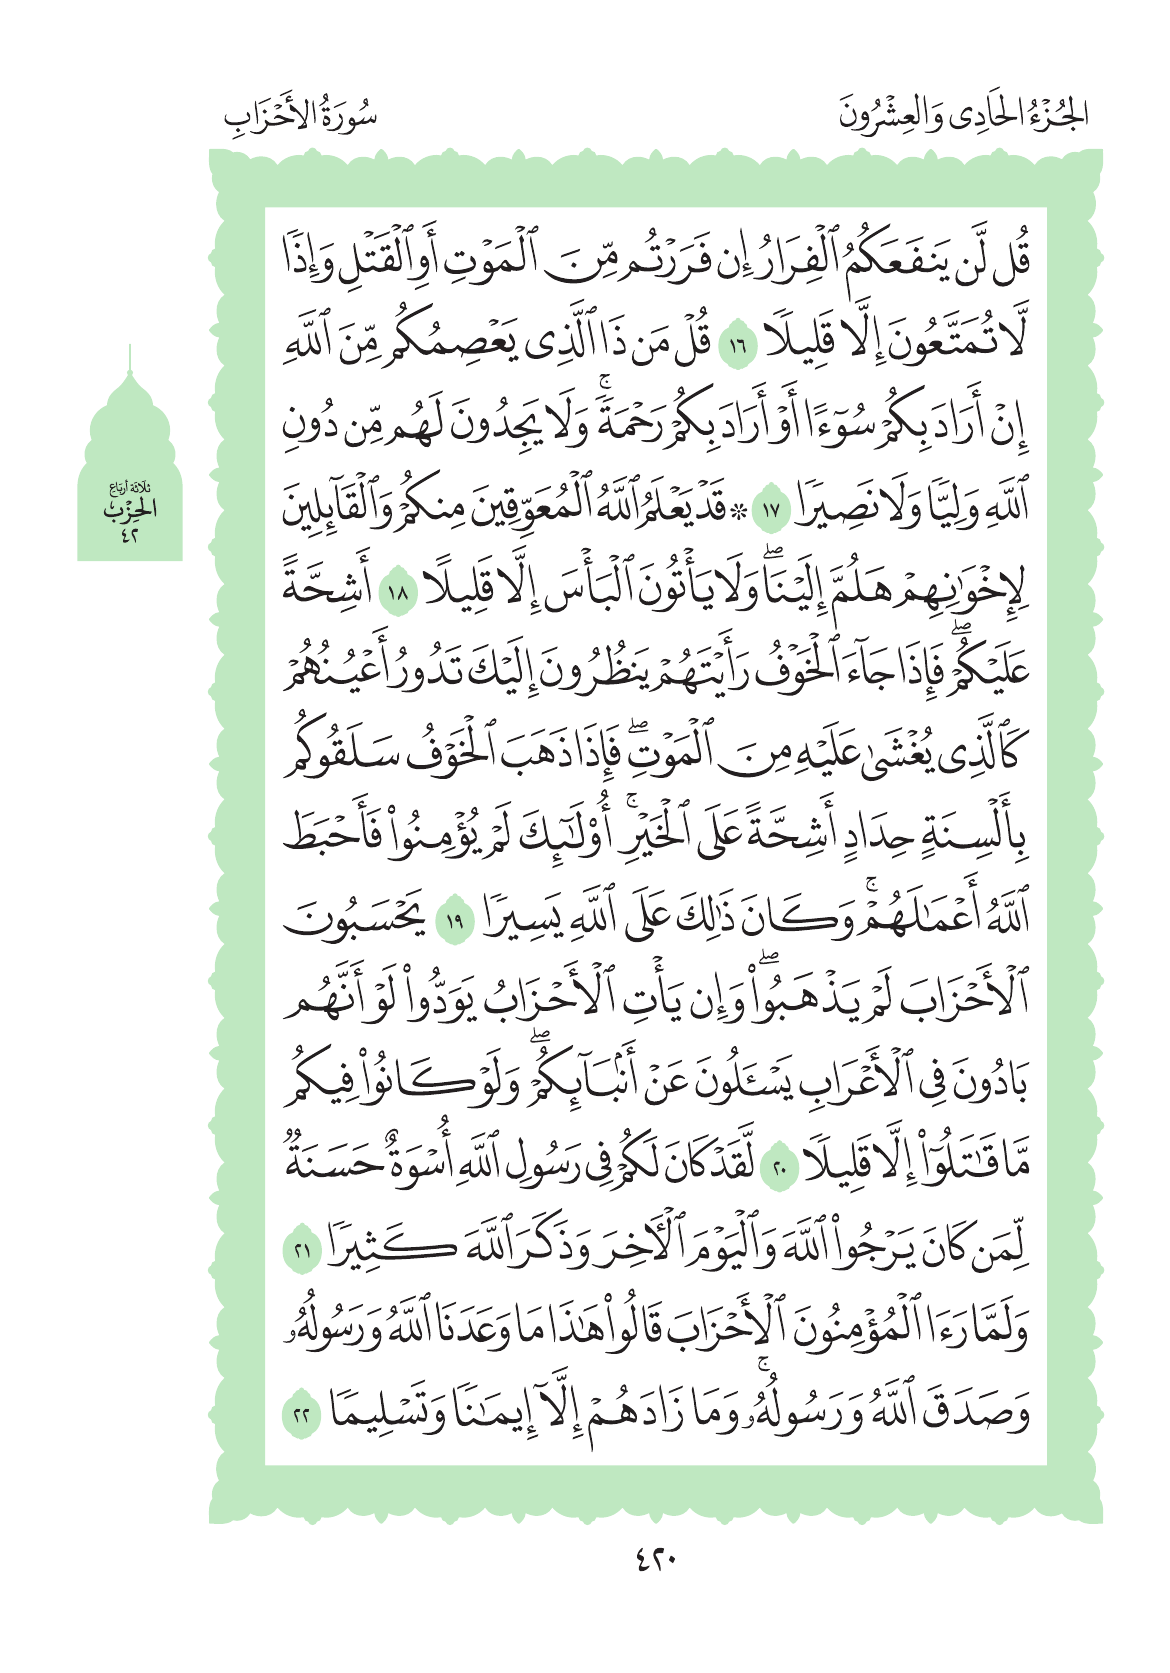 الجُزْءُ الحَادِي وَالعِشْرُونَ
سُورَةُ الأَحْزَابِ
قُل لَّن يَنفَعَكُمُ ٱلْفِرَارُ إِن فَرَرْتُم مِّنَ ٱلْمَوْتِ أَوِ ٱلْقَتْلِ وَإِذًا
لَّا تُمَتَّعُونَ إِلَّا قَلِيلًا ١٦ قُلْ مَن ذَا ٱلَّذِى يَعْصِمُكُم مِّنَ ٱللَّهِ
إِنْ أَرَادَ بِكُمْ سُوٓءًا أَوْ أَرَادَ بِكُمْ رَحْمَةً ۚ وَلَا يَجِدُونَ لَهُم مِّن دُونِ
ٱللَّهِ وَلِيًّا وَلَا نَصِيرًا ١٧ * قَدْ يَعْلَمُ ٱللَّهُ ٱلْمُعَوِّقِينَ مِنكُمْ وَٱلْقَآئِلِينَ
لِإِخْوَٰنِهِمْ هَلُمَّ إِلَيْنَا ۖ وَلَا يَأْتُونَ ٱلْبَأْسَ إِلَّا قَلِيلًا ١٨ أَشِحَّةً
عَلَيْكُمْ ۖ فَإِذَا جَآءَ ٱلْخَوْفُ رَأَيْتَهُمْ يَنظُرُونَ إِلَيْكَ تَدُورُ أَعْيُنُهُمْ
كَٱلَّذِى يُغْشَىٰ عَلَيْهِ مِنَ ٱلْمَوْتِ ۖ فَإِذَا ذَهَبَ ٱلْخَوْفُ سَلَقُوكُم
بِأَلْسِنَةٍ حِدَادٍ أَشِحَّةً عَلَى ٱلْخَيْرِ ۚ أُو۟لَٰٓئِكَ لَمْ يُؤْمِنُوا۟ فَأَحْبَطَ
ٱللَّهُ أَعْمَٰلَهُمْ ۚ وَكَانَ ذَٰلِكَ عَلَى ٱللَّهِ يَسِيرًا ١٩ يَحْسَبُونَ
ٱلْأَحْزَابَ لَمْ يَذْهَبُوا۟ ۖ وَإِن يَأْتِ ٱلْأَحْزَابُ يَوَدُّوا۟ لَوْ أَنَّهُم
بَادُونَ فِى ٱلْأَعْرَابِ يَسْـَٔلُونَ عَنْ أَنۢبَآئِكُمْ ۖ وَلَوْ كَانُوا۟ فِيكُم
مَّا قَٰتَلُوٓا۟ إِلَّا قَلِيلًا ٢٠ لَّقَدْ كَانَ لَكُمْ فِى رَسُولِ ٱللَّهِ أُسْوَةٌ حَسَنَةٌ
لِّمَن كَانَ يَرْجُوا۟ ٱللَّهَ وَٱلْيَوْمَ ٱلْـَٔاخِرَ وَذَكَرَ ٱللَّهَ كَثِيرًا ٢١
وَلَمَّا رَءَا ٱلْمُؤْمِنُونَ ٱلْأَحْزَابَ قَالُوا۟ هَٰذَا مَا وَعَدَنَا ٱللَّهُ وَرَسُولُهُۥ
وَصَدَقَ ٱللَّهُ وَرَسُولُهُۥ ۚ وَمَا زَادَهُمْ إِلَّآ إِيمَٰنًا وَتَسْلِيمًا ٢٢
ثلاثة أرباع
الحِزْب
٤٢
٤٢٠